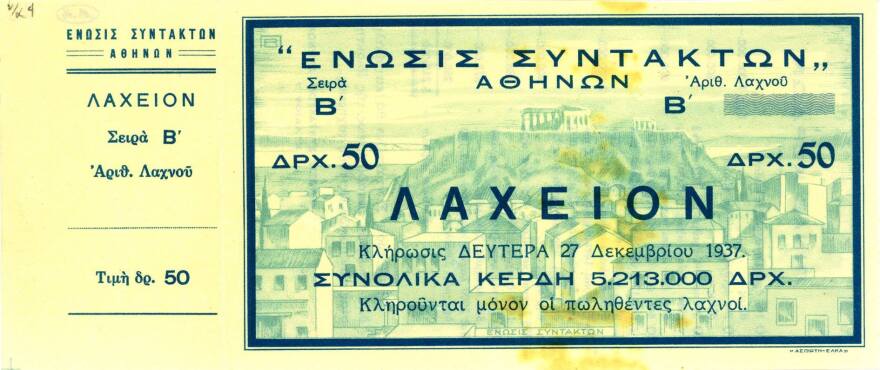 ΕΝΩΣΙΣ ΣΥΝΤΑΚΤΩΝ
ΑΘΗΝΩΝ
ΛΑΧΕΙΟΝ
Σειρὰ Β′
Ἀριθ. Λαχνοῦ
Τιμὴ δρ. 50
“ΕΝΩΣΙΣ ΣΥΝΤΑΚΤΩΝ„
ΑΘΗΝΩΝ
Σειρὰ
Β′
Ἀριθ. Λαχνοῦ
Β′
ΔΡΧ. 50
ΔΡΧ. 50
ΛΑΧΕΙΟΝ
Κλήρωσις ΔΕΥΤΕΡΑ 27 Δεκεμβρίου 1937.
ΣΥΝΟΛΙΚΑ ΚΕΡΔΗ 5.213.000 ΔΡΧ.
Κληροῦνται μόνον οἱ πωληθέντες λαχνοί.
ΕΝΩΣΙΣ ΣΥΝΤΑΚΤΩΝ
«ΑΣΠΙΩΤΗ-ΕΛΚΑ»